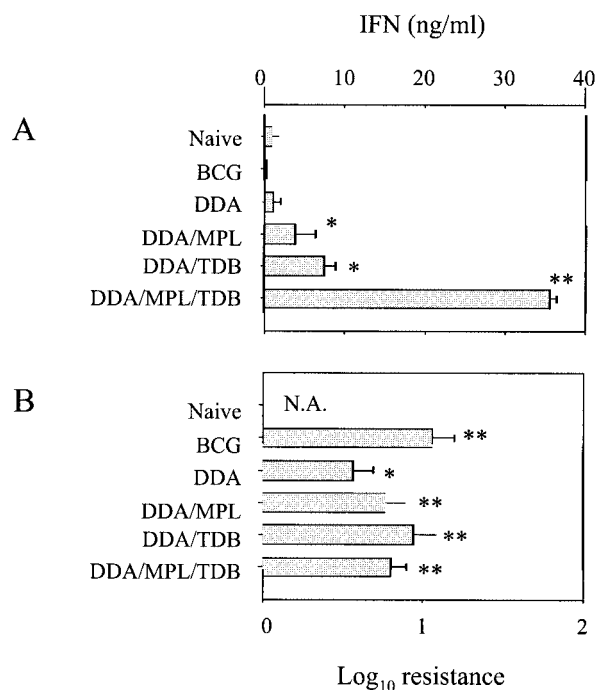 IFN (ng/ml)
0 10 20 30 40
A
Naive
BCG
DDA
DDA/MPL *
DDA/TDB *
DDA/MPL/TDB **
B
Naive N.A.
BCG **
DDA *
DDA/MPL **
DDA/TDB **
DDA/MPL/TDB **
0 1 2
Log10 resistance